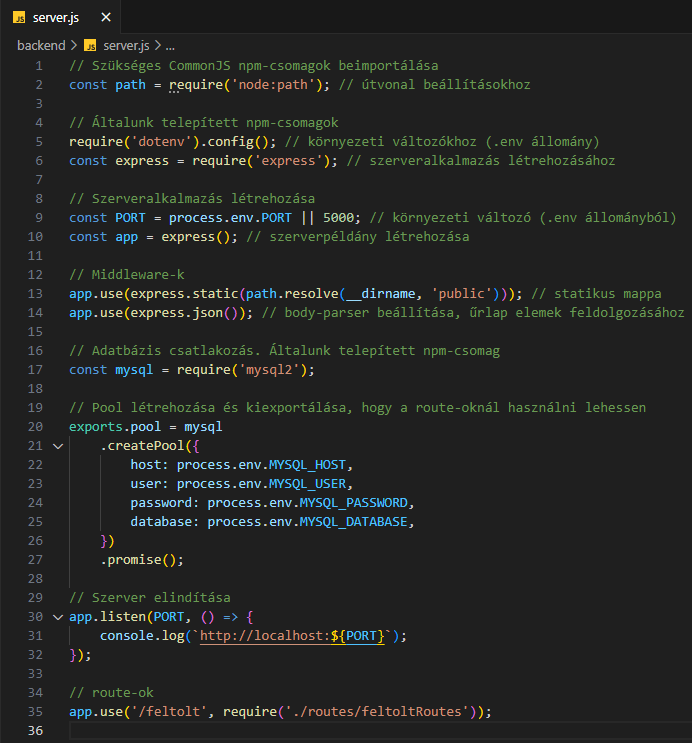 JS server.js ×
backend > JS server.js > ...
1 // Szükséges CommonJS npm-csomagok beimportálása
2 const path = require('node:path'); // útvonal beállításokhoz
3
4 // Általunk telepített npm-csomagok
5 require('dotenv').config(); // környezeti változókhoz (.env állomány)
6 const express = require('express'); // szerveralkalmazás létrehozásához
7
8 // Szerveralkalmazás létrehozása
9 const PORT = process.env.PORT || 5000; // környezeti változó (.env állományból)
10 const app = express(); // szerverpéldány létrehozása
11
12 // Middleware-k
13 app.use(express.static(path.resolve(__dirname, 'public'))); // statikus mappa
14 app.use(express.json()); // body-parser beállítása, űrlap elemek feldolgozásához
15
16 // Adatbázis csatlakozás. Általunk telepített npm-csomag
17 const mysql = require('mysql2');
18
19 // Pool létrehozása és kiexportálása, hogy a route-oknál használni lehessen
20 exports.pool = mysql
21     .createPool({
22         host: process.env.MYSQL_HOST,
23         user: process.env.MYSQL_USER,
24         password: process.env.MYSQL_PASSWORD,
25         database: process.env.MYSQL_DATABASE,
26     })
27     .promise();
28
29 // Szerver elindítása
30 app.listen(PORT, () => {
31     console.log(`http://localhost:${PORT}`);
32 });
33
34 // route-ok
35 app.use('/feltolt', require('./routes/feltoltRoutes'));
36